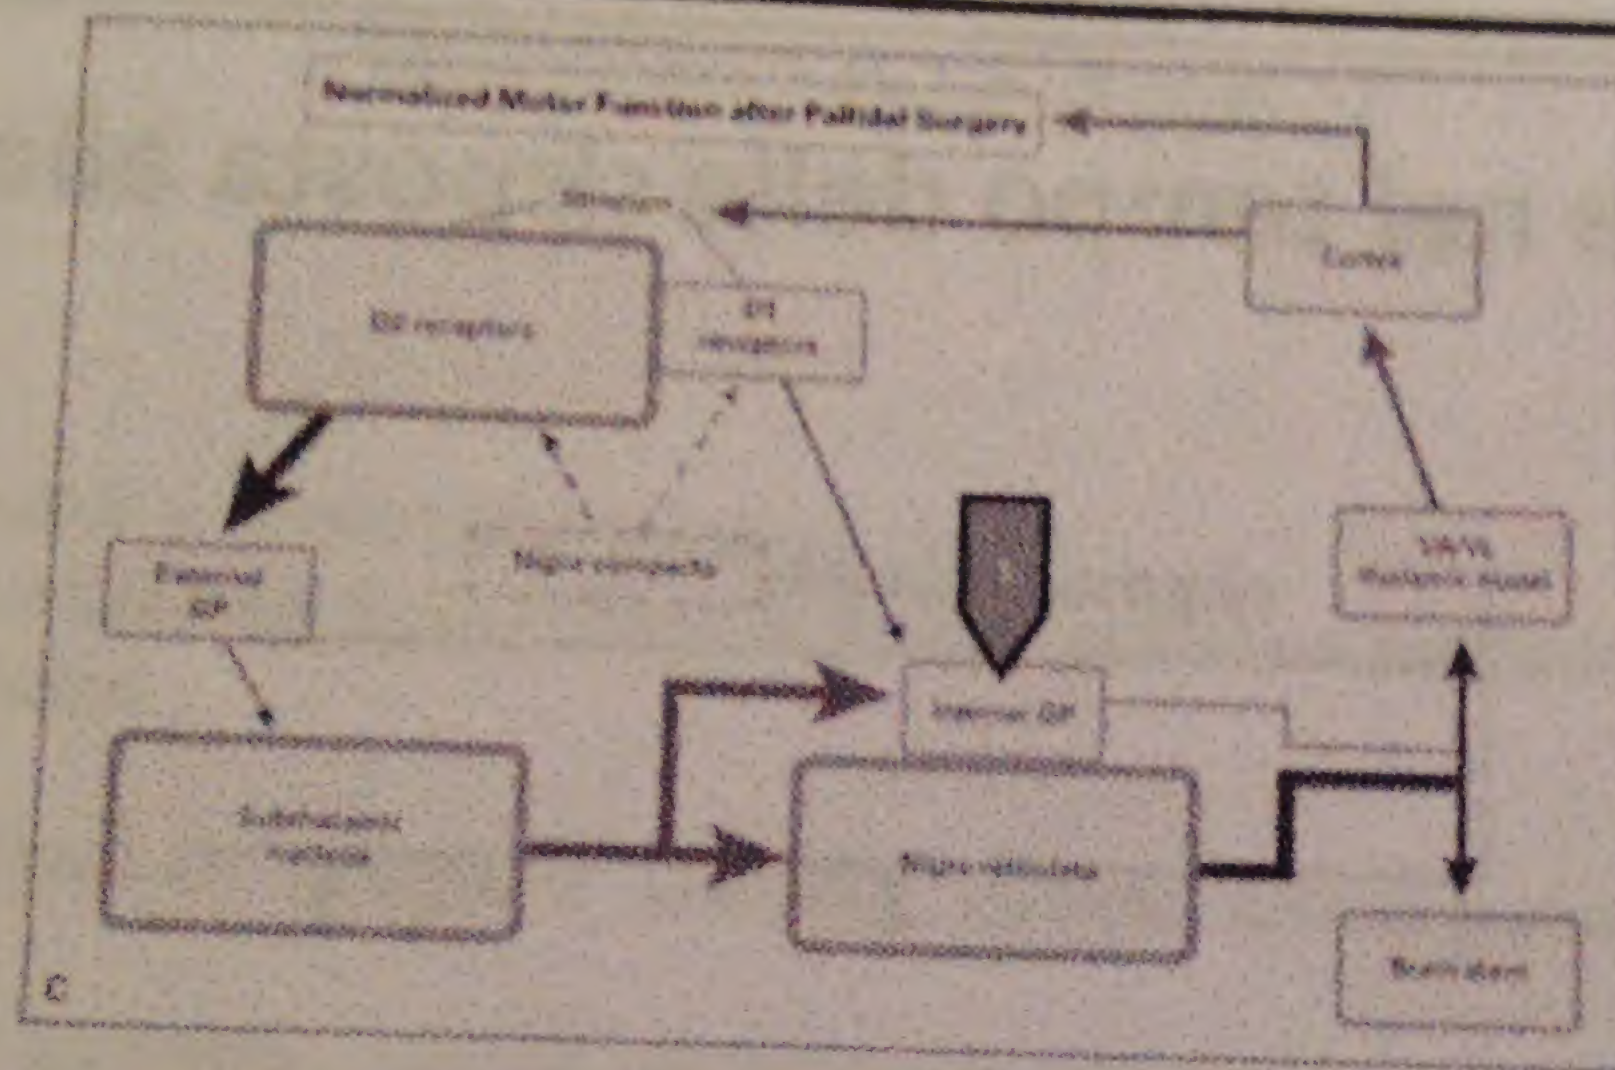 Normalized Motor Function after Pallidal Surgery
Striatum
Cortex
D2 receptors
D1
receptors
External
GP
Nigra compacta
VA/VL
thalamic nuclei
Internal GP
Subthalamic
nucleus
Nigra reticulata
Brain stem
C